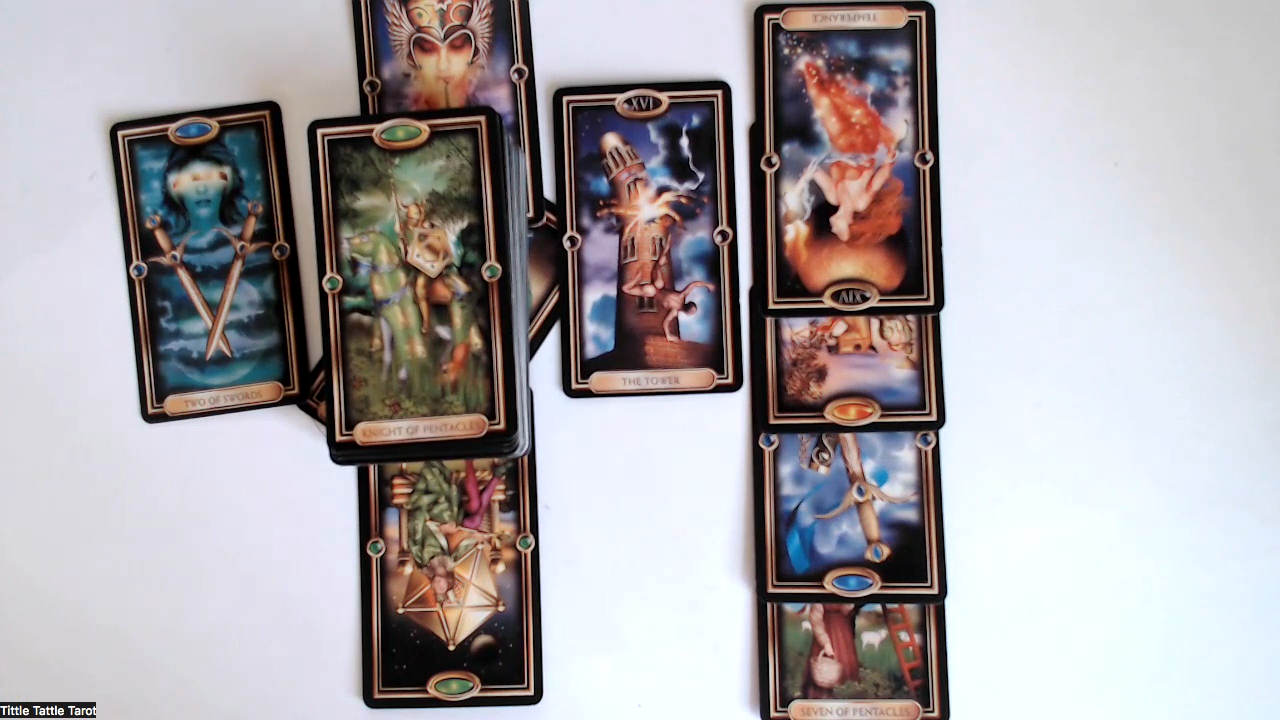 TEMPERANCE
XVI
XIV
THE TOWER
TWO OF SWORDS
KNIGHT OF PENTACLES
SEVEN OF PENTACLES
Tittle Tattle Tarot